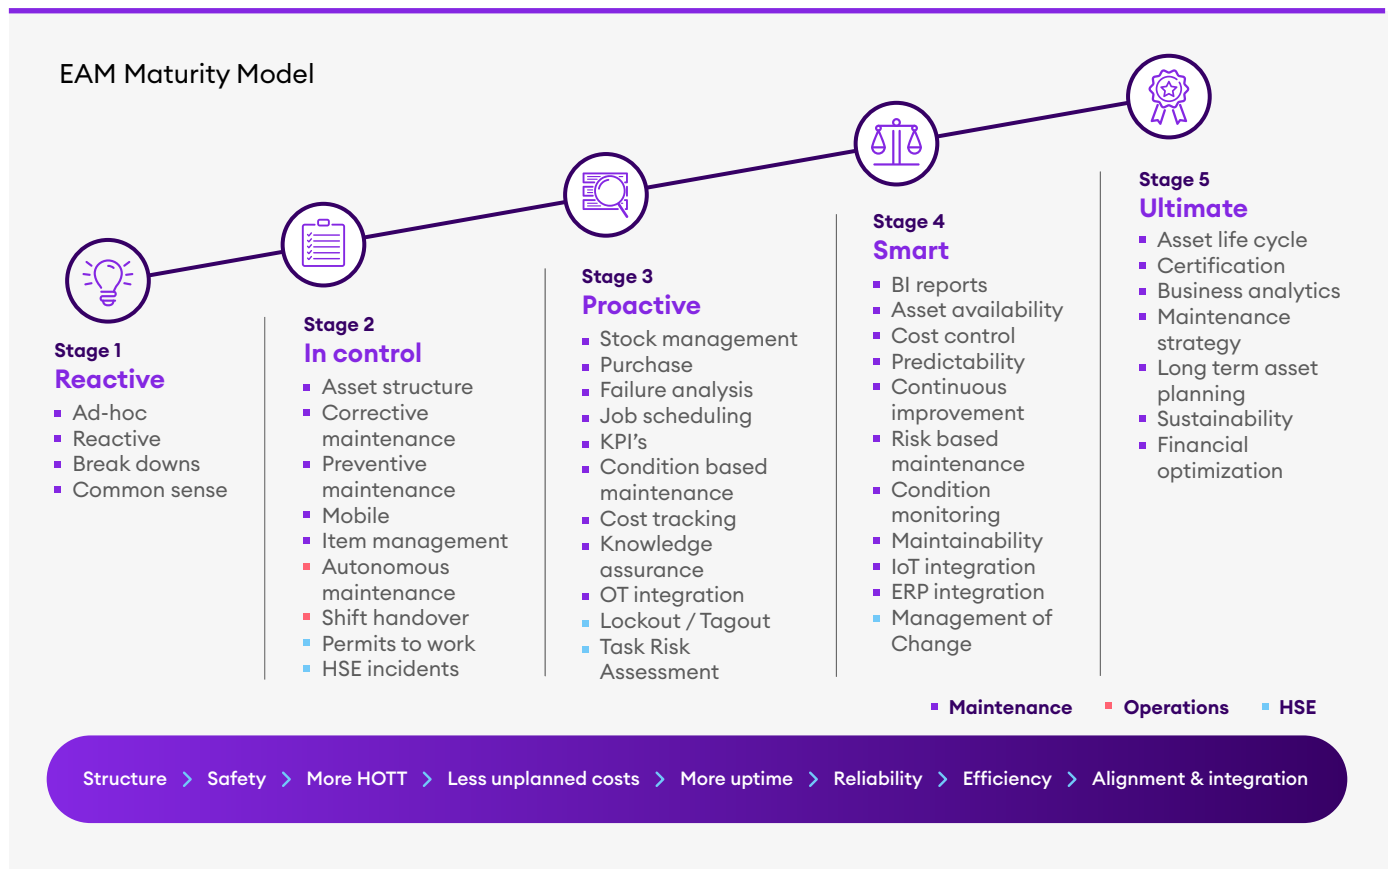 EAM Maturity Model
Stage 1
Reactive
Ad-hoc
Reactive
Break downs
Common sense
Stage 2
In control
Asset structure
Corrective
maintenance
Preventive
maintenance
Mobile
Item management
Autonomous
maintenance
Shift handover
Permits to work
HSE incidents
Stage 3
Proactive
Stock management
Purchase
Failure analysis
Job scheduling
KPI’s
Condition based
maintenance
Cost tracking
Knowledge
assurance
OT integration
Lockout / Tagout
Task Risk
Assessment
Stage 4
Smart
BI reports
Asset availability
Cost control
Predictability
Continuous
improvement
Risk based
maintenance
Condition
monitoring
Maintainability
IoT integration
ERP integration
Management of
Change
Stage 5
Ultimate
Asset life cycle
Certification
Business analytics
Maintenance
strategy
Long term asset
planning
Sustainability
Financial
optimization
Maintenance Operations HSE
Structure > Safety > More HOTT > Less unplanned costs > More uptime > Reliability > Efficiency > Alignment & integration